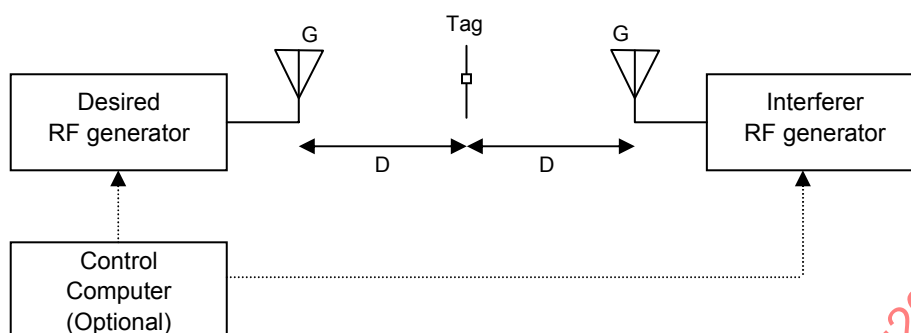 G
Tag
G
Desired
RF generator
Interferer
RF generator
D
D
Control
Computer
(Optional)